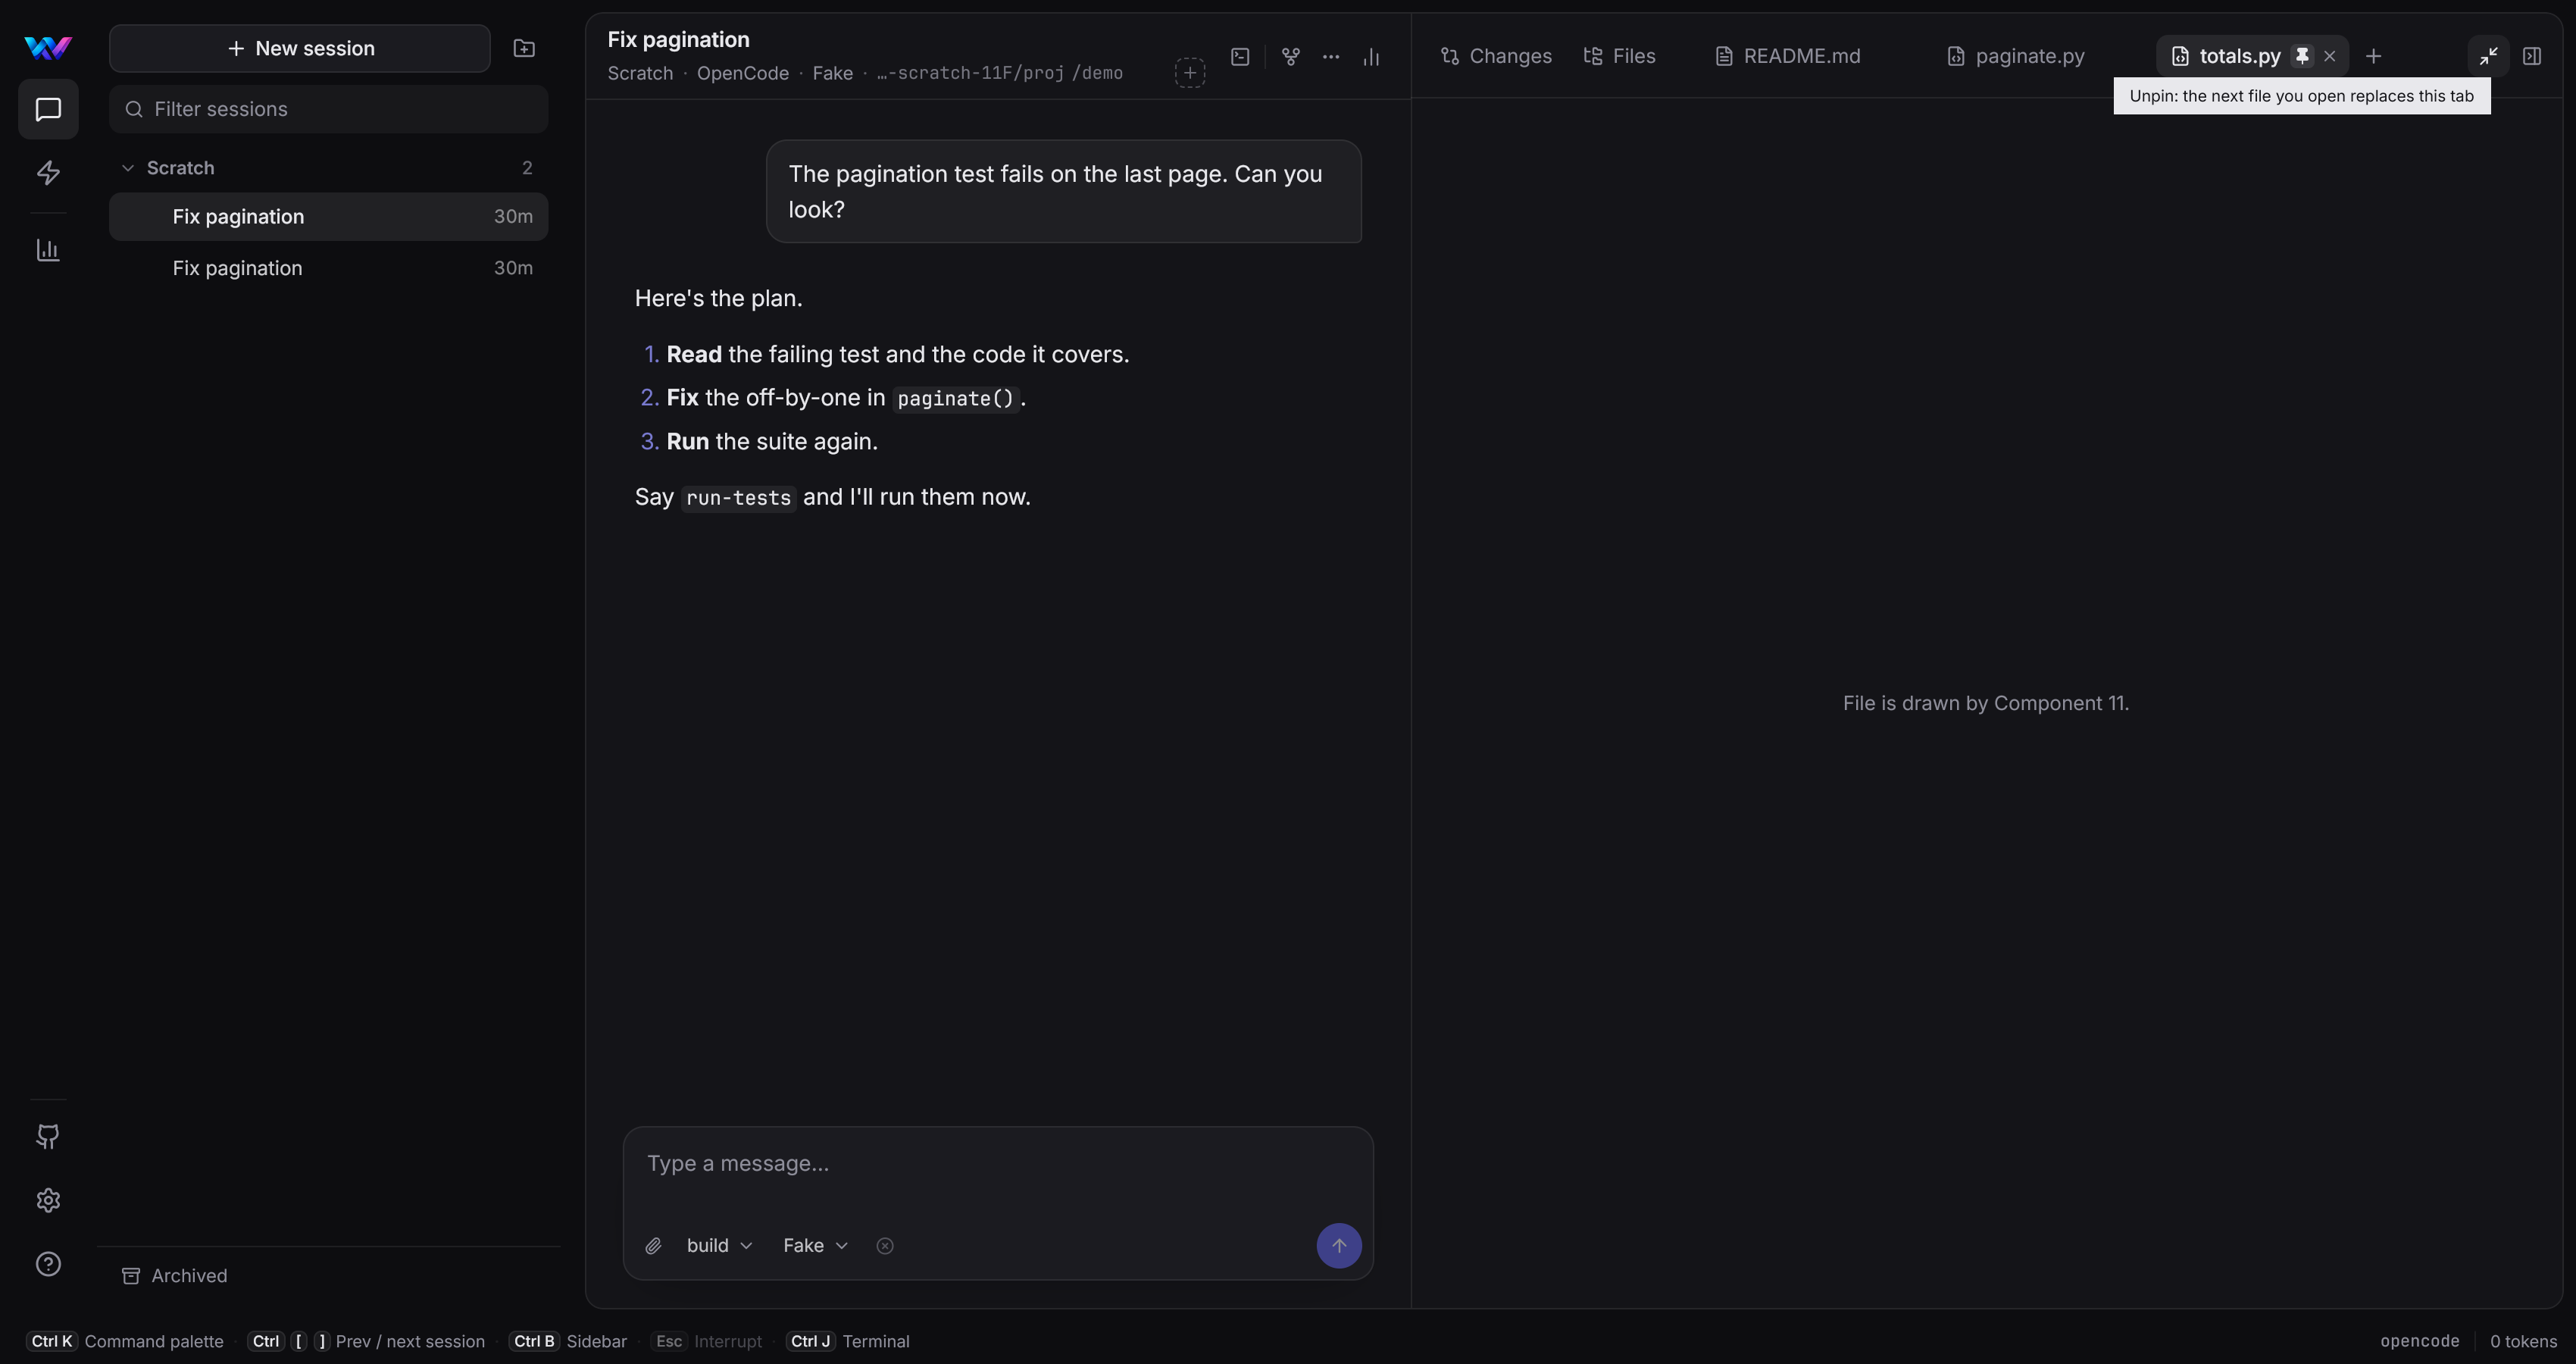 New session
Filter sessions
Scratch 2
Fix pagination 30m
Fix pagination 30m
Archived
Fix pagination
Scratch · OpenCode · Fake · …-scratch-11F/proj /demo
The pagination test fails on the last page. Can you
look?
Here's the plan.
1. Read the failing test and the code it covers.
2. Fix the off-by-one in paginate().
3. Run the suite again.
Say run-tests and I'll run them now.
Type a message...
build Fake
Changes Files README.md paginate.py totals.py
Unpin: the next file you open replaces this tab
File is drawn by Component 11.
Ctrl K Command palette · Ctrl [ ] Prev / next session · Ctrl B Sidebar · Esc Interrupt · Ctrl J Terminal
opencode 0 tokens